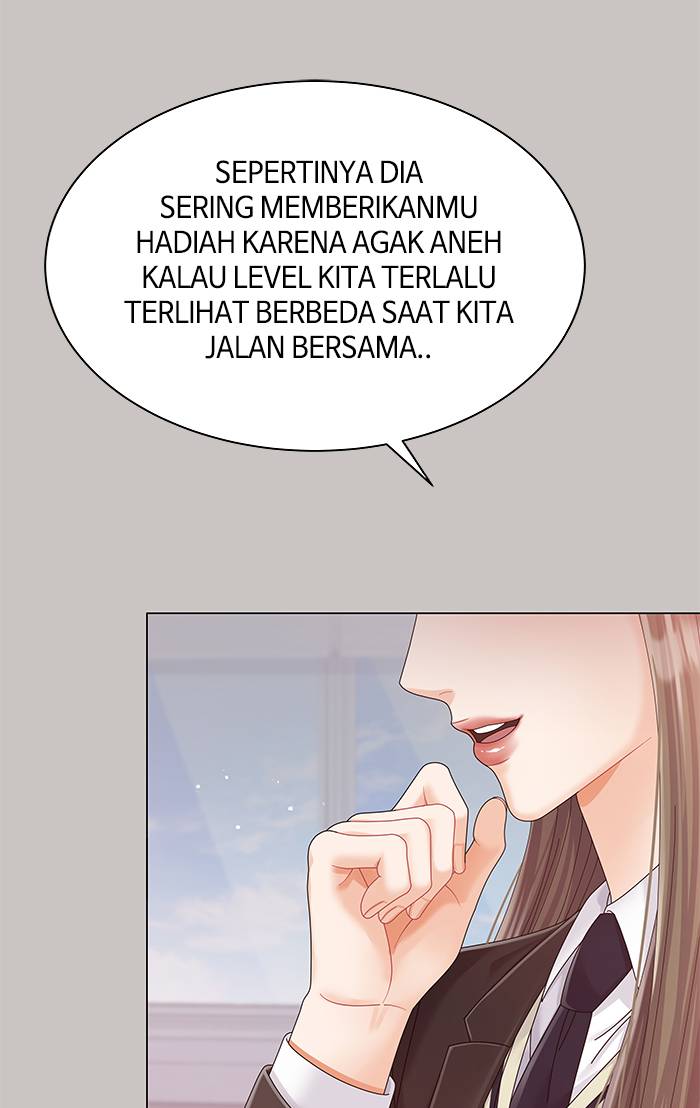 SEPERTINYA DIA
SERING MEMBERIKANMU
HADIAH KARENA AGAK ANEH
KALAU LEVEL KITA TERLALU
TERLIHAT BERBEDA SAAT KITA
JALAN BERSAMA..